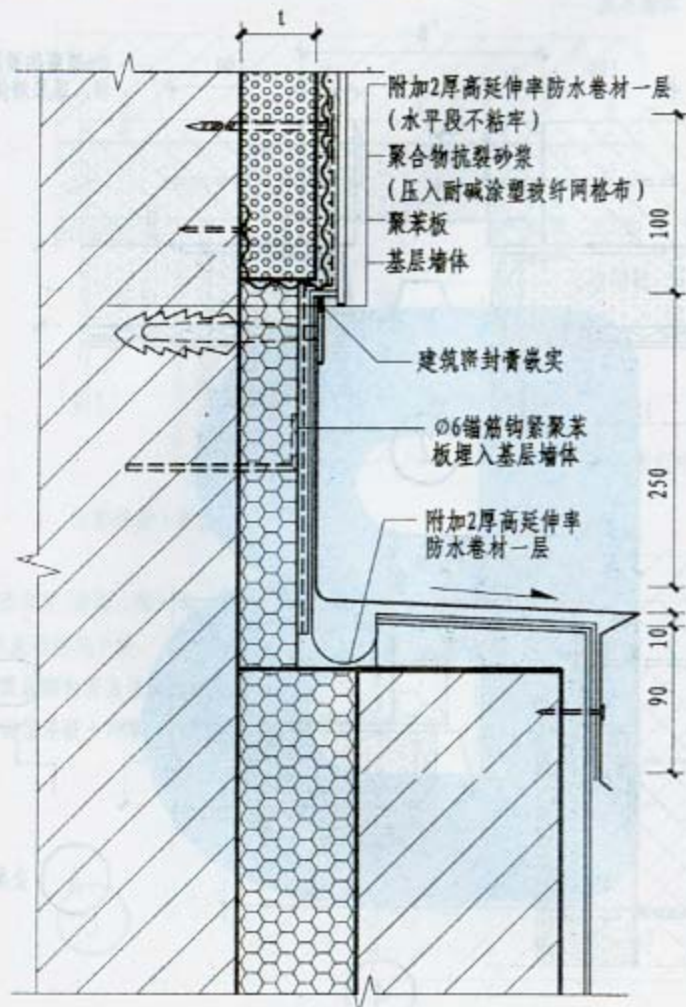 t
附加2厚高延伸率防水卷材一层
(水平段不粘牢)
聚合物抗裂砂浆
(压入耐碱涂塑玻纤网格布)
聚苯板
基层墙体
100
建筑密封膏嵌实
Ø6锚筋钩紧聚苯
板埋入基层墙体
250
附加2厚高延伸率
防水卷材一层
10
90